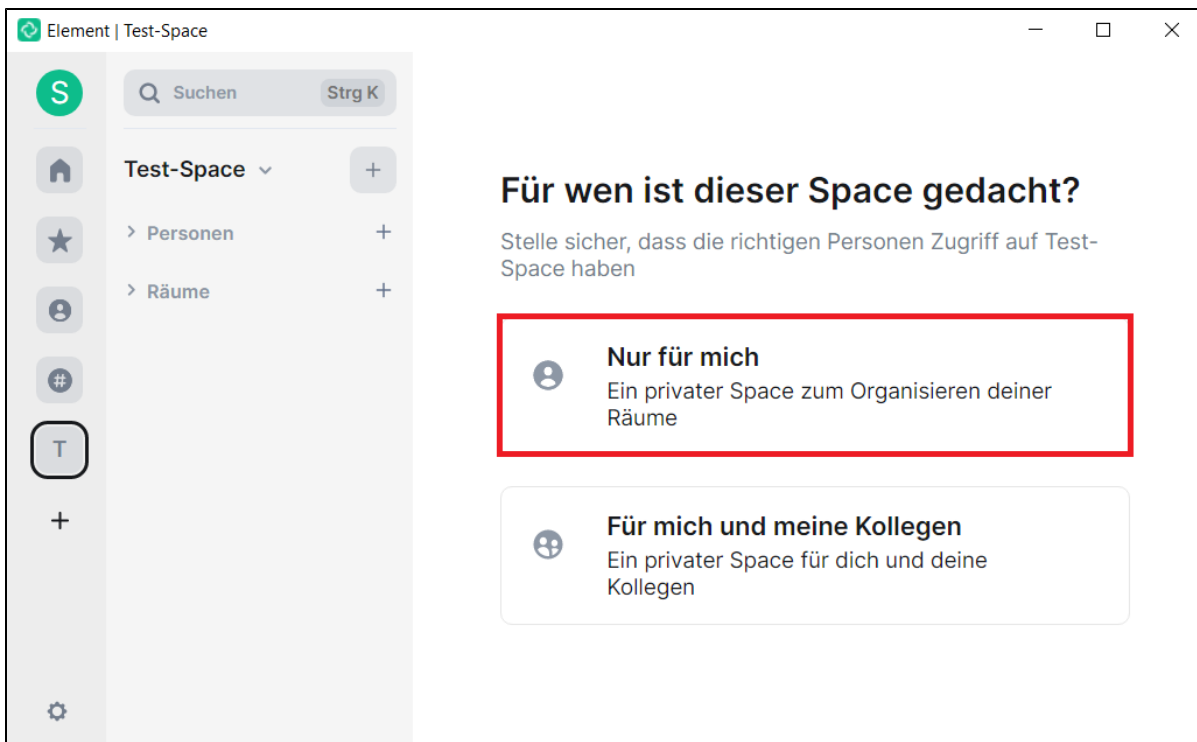 Element | Test-Space
S
Suchen
Strg K
Test-Space
Personen
Räume
T
Für wen ist dieser Space gedacht?
Stelle sicher, dass die richtigen Personen Zugriff auf Test-
Space haben
Nur für mich
Ein privater Space zum Organisieren deiner
Räume
Für mich und meine Kollegen
Ein privater Space für dich und deine
Kollegen